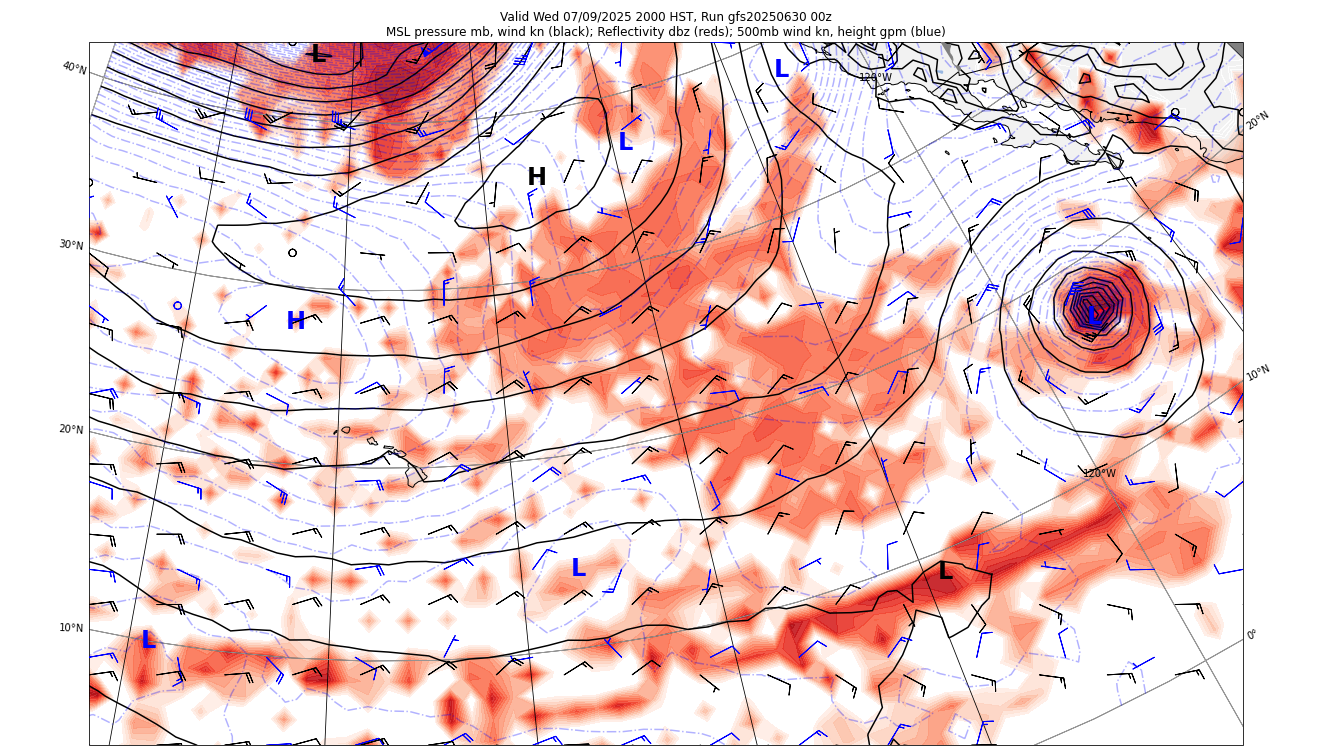 Valid Wed 07/09/2025 2000 HST, Run gfs20250630 00z
MSL pressure mb, wind kn (black); Reflectivity dbz (reds); 500mb wind kn, height gpm (blue)
L
L
40°N
120°W
20°N
L
H
30°N
H
L
10°N
20°N
120°W
L
L
10°N
L
0°